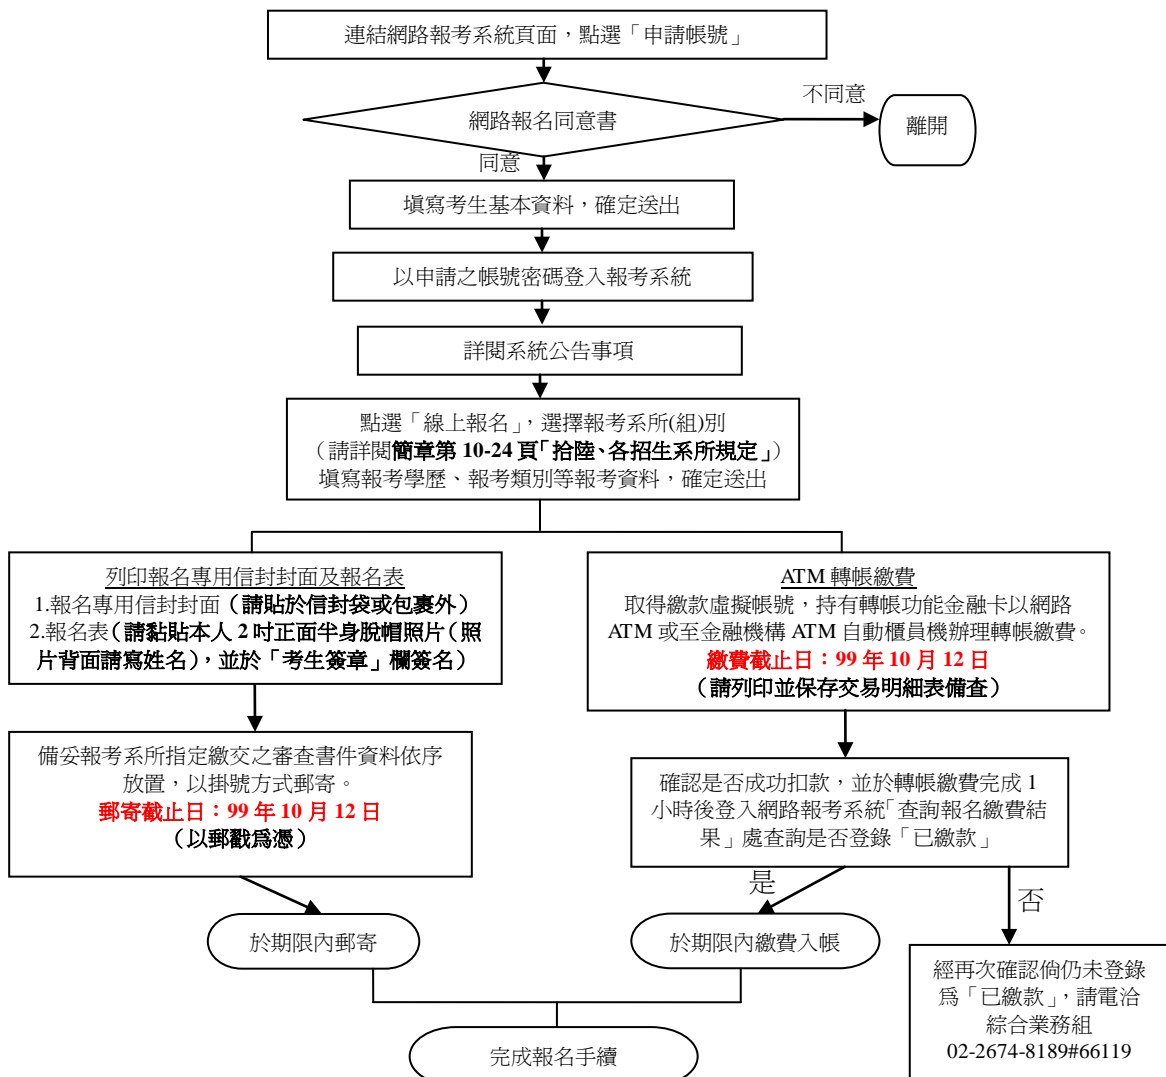 連結網路報考系統頁面，點選「申請帳號」
網路報名同意書
不同意
離開
同意
填寫考生基本資料，確定送出
以申請之帳號密碼登入報考系統
詳閱系統公告事項
點選「線上報名」，選擇報考系所(組)別
（請詳閱簡章第 10-24 頁「拾陸、各招生系所規定」）
填寫報考學歷、報考類別等報考資料，確定送出
列印報名專用信封封面及報名表
1.報名專用信封封面（請貼於信封袋或包裹外）
2.報名表（請黏貼本人 2 吋正面半身脫帽照片（照
片背面請寫姓名），並於「考生簽章」欄簽名）
ATM 轉帳繳費
取得繳款虛擬帳號，持有轉帳功能金融卡以網路
ATM 或至金融機構 ATM 自動櫃員機辦理轉帳繳費。
繳費截止日：99 年 10 月 12 日
（請列印並保存交易明細表備查）
備妥報考系所指定繳交之審查書件資料依序
放置，以掛號方式郵寄。
郵寄截止日：99 年 10 月 12 日
（以郵戳爲憑）
確認是否成功扣款，並於轉帳繳費完成 1
小時後登入網路報考系統「查詢報名繳費結
果」處查詢是否登錄「已繳款」
是
否
於期限內郵寄
於期限內繳費入帳
經再次確認倘仍未登錄
爲「已繳款」，請電洽
綜合業務組
02-2674-8189#66119
完成報名手續